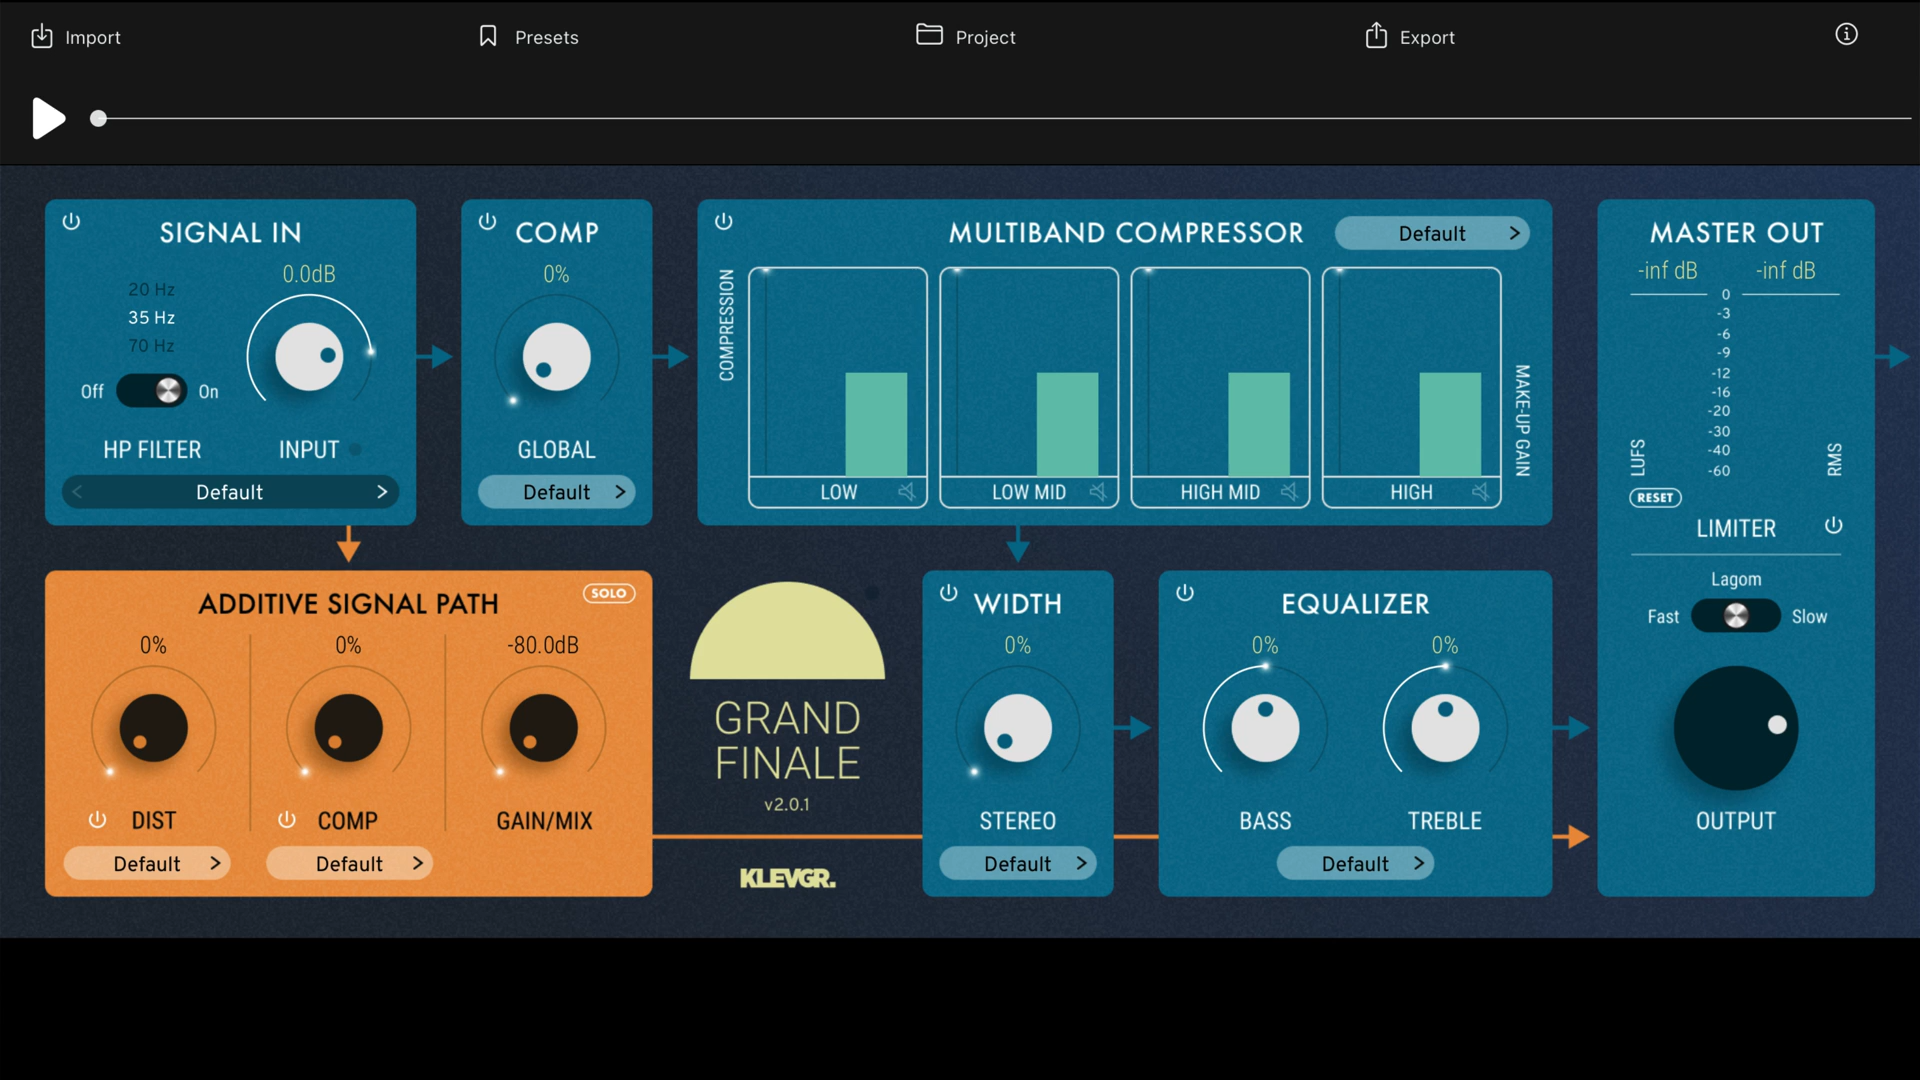 Import
Presets
Project
Export
SIGNAL IN
0.0dB
20 Hz
35 Hz
70 Hz
Off
On
HP FILTER
INPUT
Default
COMP
0%
GLOBAL
Default
MULTIBAND COMPRESSOR
Default
COMPRESSION
LOW
LOW MID
HIGH MID
HIGH
MAKE-UP GAIN
MASTER OUT
-inf dB
-inf dB
0
-3
-6
-9
-12
-16
-20
-30
-40
-60
LUFS
RMS
RESET
LIMITER
Lagom
Fast
Slow
OUTPUT
ADDITIVE SIGNAL PATH
SOLO
0%
0%
-80.0dB
DIST
COMP
GAIN/MIX
Default
Default
GRAND
FINALE
v2.0.1
KLEVGR.
WIDTH
0%
STEREO
Default
EQUALIZER
0%
0%
BASS
TREBLE
Default